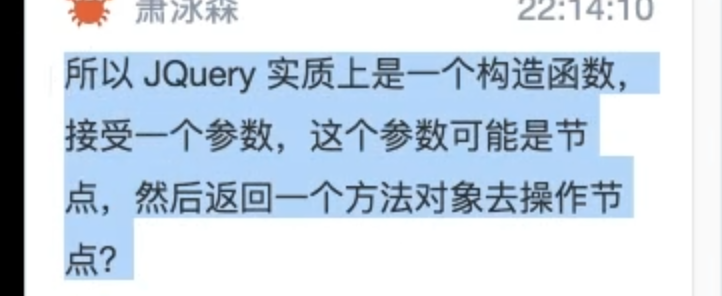 萧泳森 22:14:10
所以 JQuery 实质上是一个构造函数，
接受一个参数，这个参数可能是节
点，然后返回一个方法对象去操作节
点？